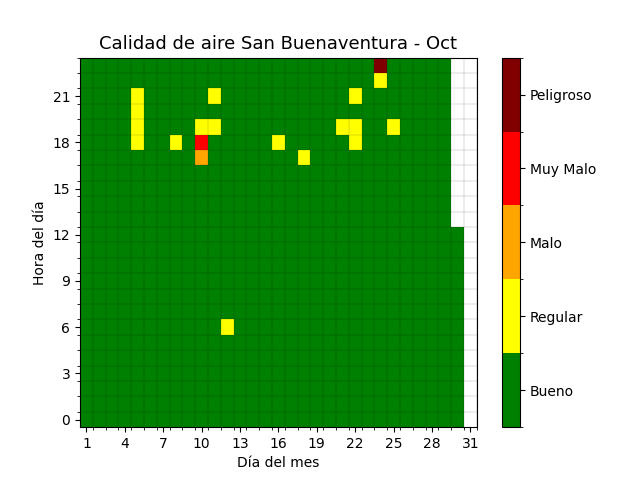 Calidad de aire San Buenaventura - Oct
Hora del día
21
18
15
12
9
6
3
0
1 4 7 10 13 16 19 22 25 28 31
Día del mes
Peligroso
Muy Malo
Malo
Regular
Bueno